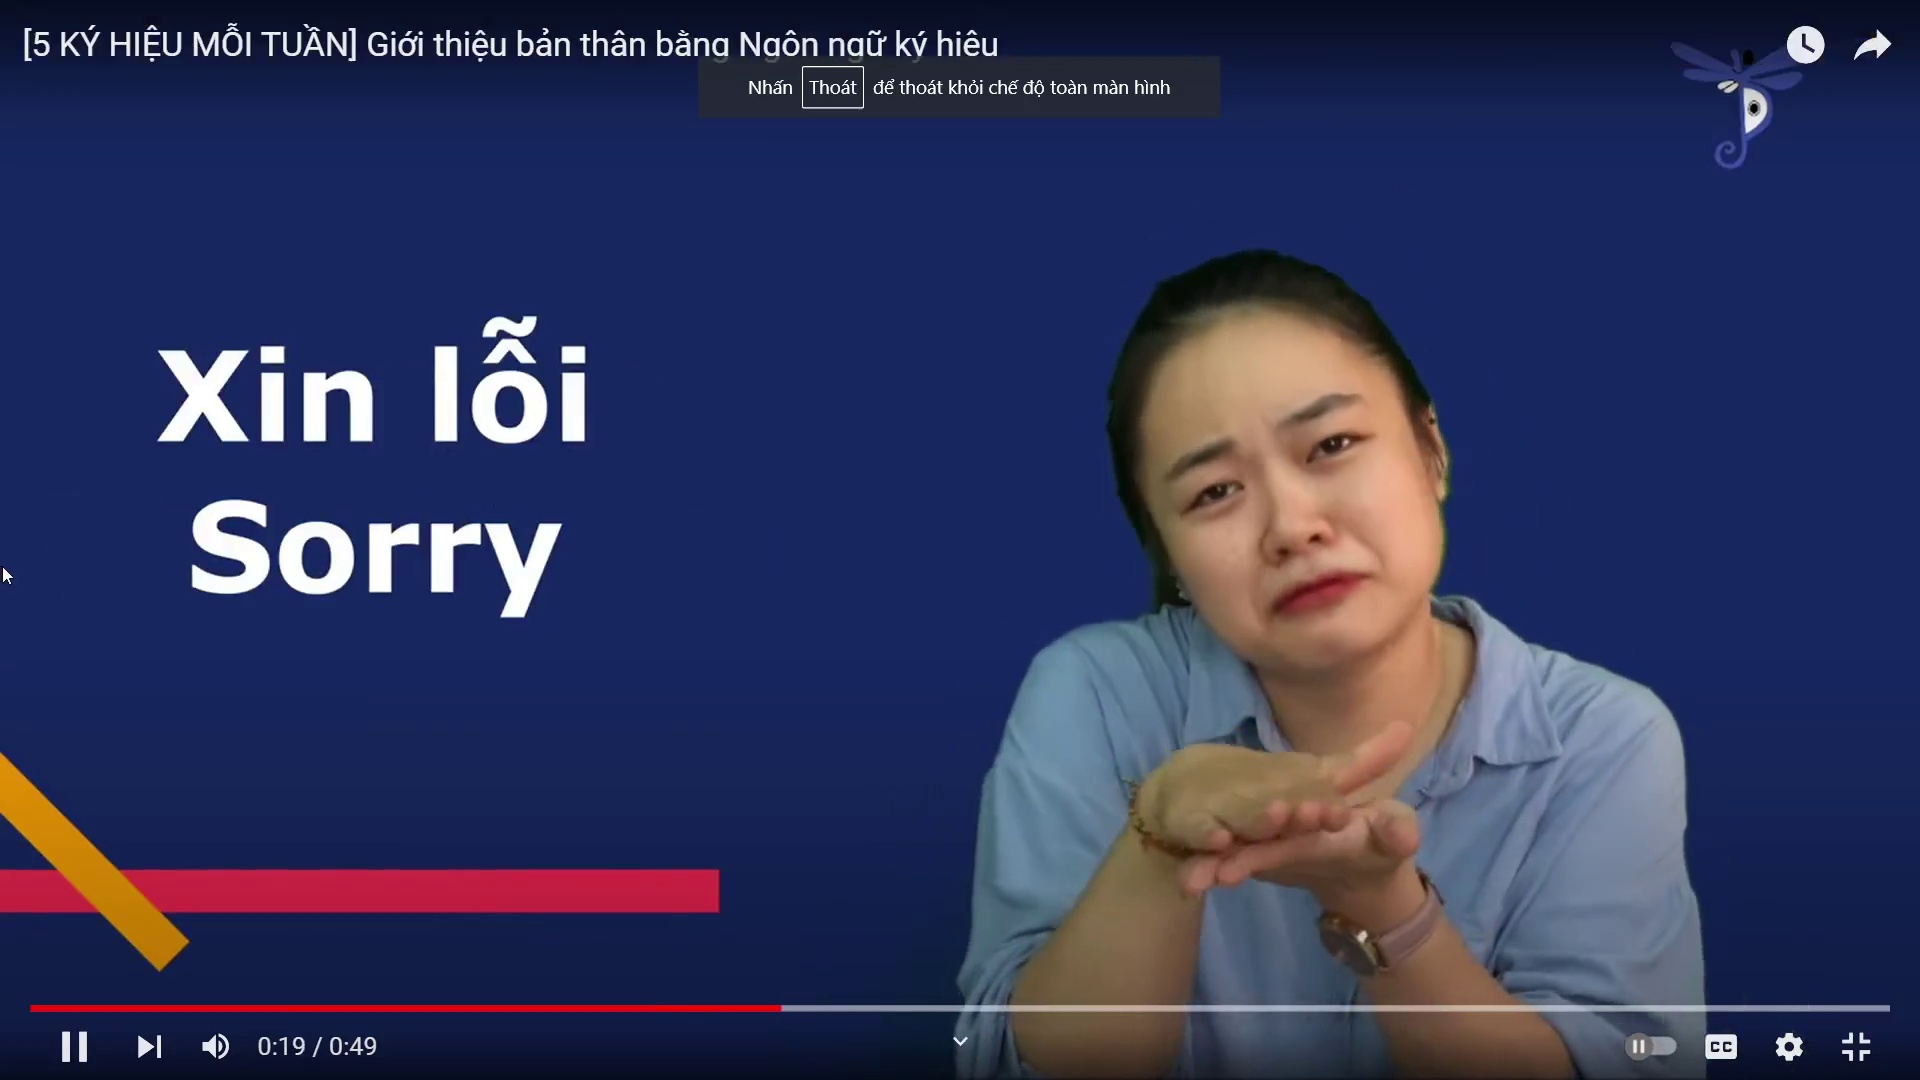 [5 KÝ HIỆU MỖI TUẦN] Giới thiệu bản thân bằng Ngôn ngữ ký hiệu
Nhấn Thoát để thoát khỏi chế độ toàn màn hình
Xin lỗi
Sorry
0:19 / 0:49
CC